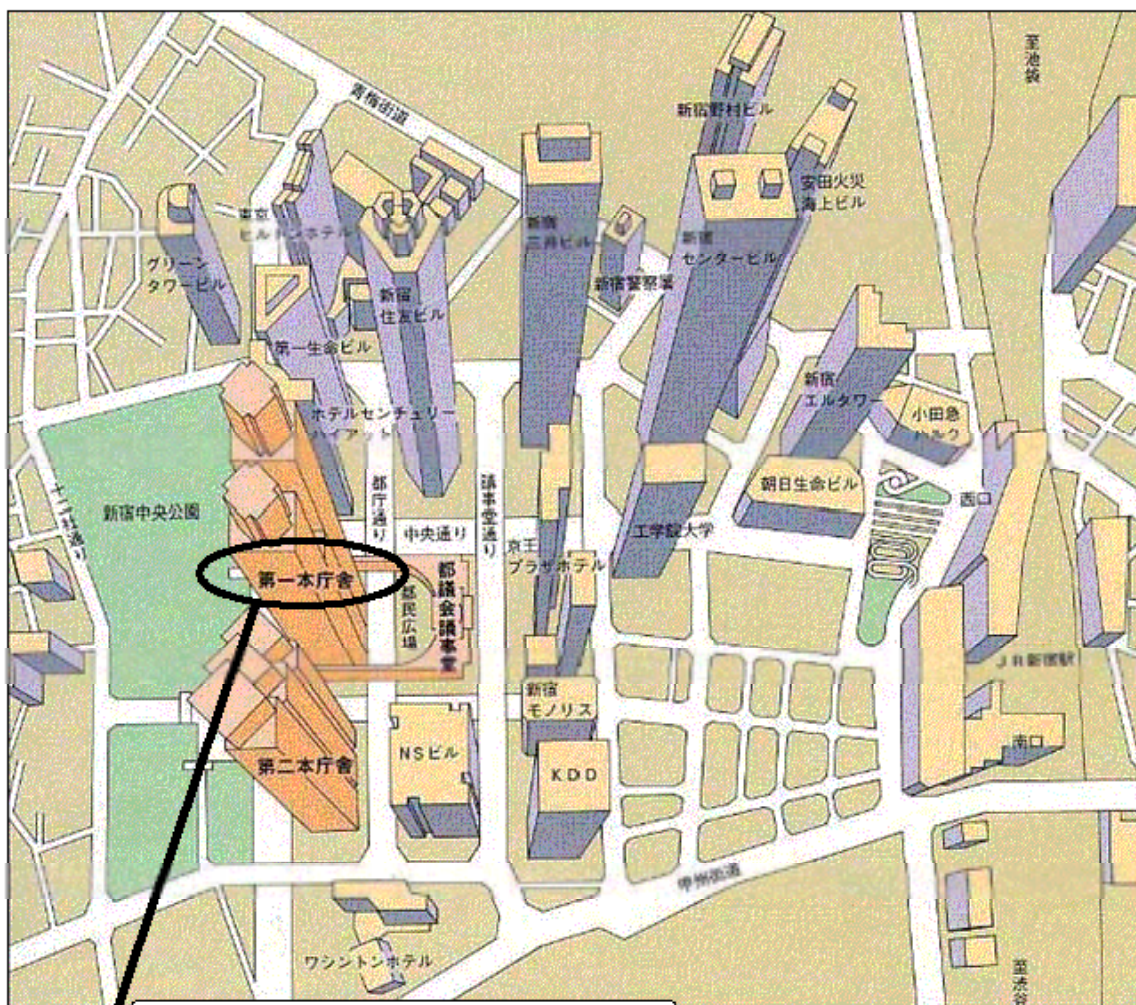 至池袋
青梅街道
新宿野村ビル
安田火災
海上ビル
東京
ヒルトンホテル
新宿
三井ビル
新宿
センタービル
グリーン
タワービル
新宿警察署
新宿
住友ビル
第一生命ビル
新宿
エルタワー
小田急
ハルク
ホテルセンチュリー
ハイアット
朝日生命ビル
西口
新宿中央公園
都庁通り
議事堂通り
中央通り
工学院大学
京王
プラザホテル
第一本庁舎
都民広場
都議会議事堂
JR新宿駅
新宿
モノリス
南口
第二本庁舎
NSビル
KDD
甲州街道
ワシントンホテル